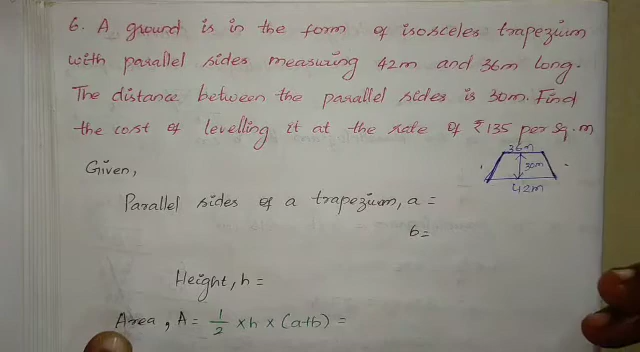 6. A ground is in the form of isosceles trapezium
with parallel sides measuring 42m and 36m long.
The distance between the parallel sides is 30m. Find
the cost of levelling it at the rate of ₹135 per sq.m
36m
30m
42m
Given,
Parallel sides of a trapezium, a =
b =
Height, h =
Area, A = 1/2 × h × (a+b) =